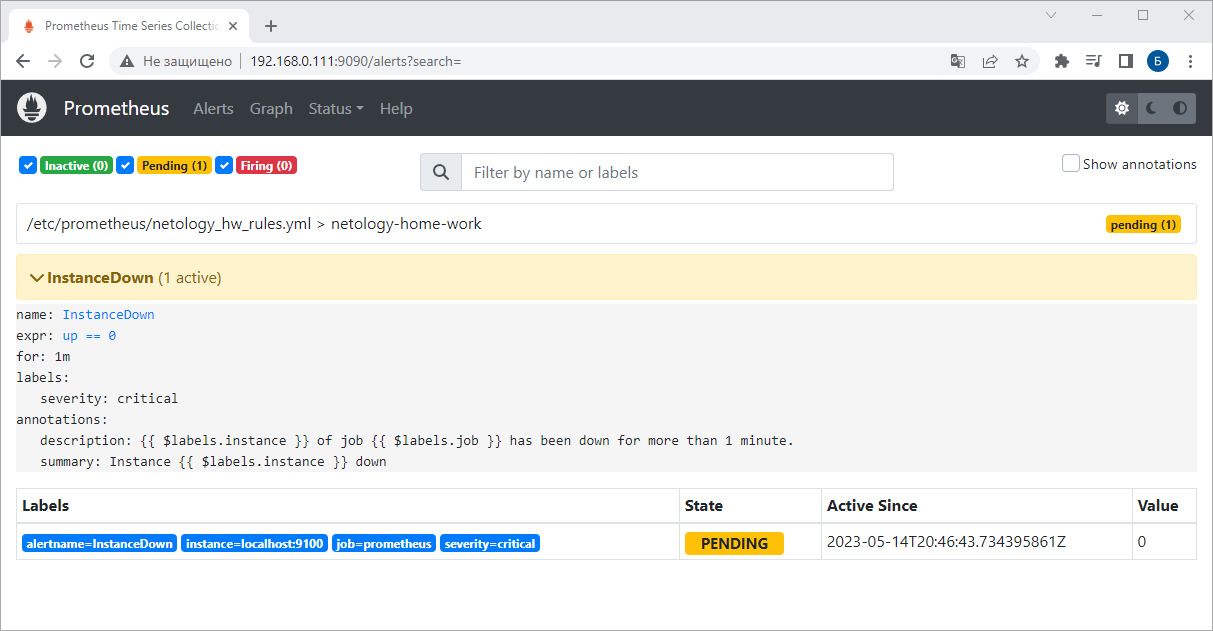 Prometheus Time Series Collectio
Не защищено 192.168.0.111:9090/alerts?search=
Б
Prometheus Alerts Graph Status Help
Inactive (0) Pending (1) Firing (0) Filter by name or labels Show annotations
/etc/prometheus/netology_hw_rules.yml > netology-home-work pending (1)
InstanceDown (1 active)
name: InstanceDown
expr: up == 0
for: 1m
labels:
severity: critical
annotations:
description: {{ $labels.instance }} of job {{ $labels.job }} has been down for more than 1 minute.
summary: Instance {{ $labels.instance }} down
Labels State Active Since Value
alertname=InstanceDown instance=localhost:9100 job=prometheus severity=critical PENDING 2023-05-14T20:46:43.734395861Z 0